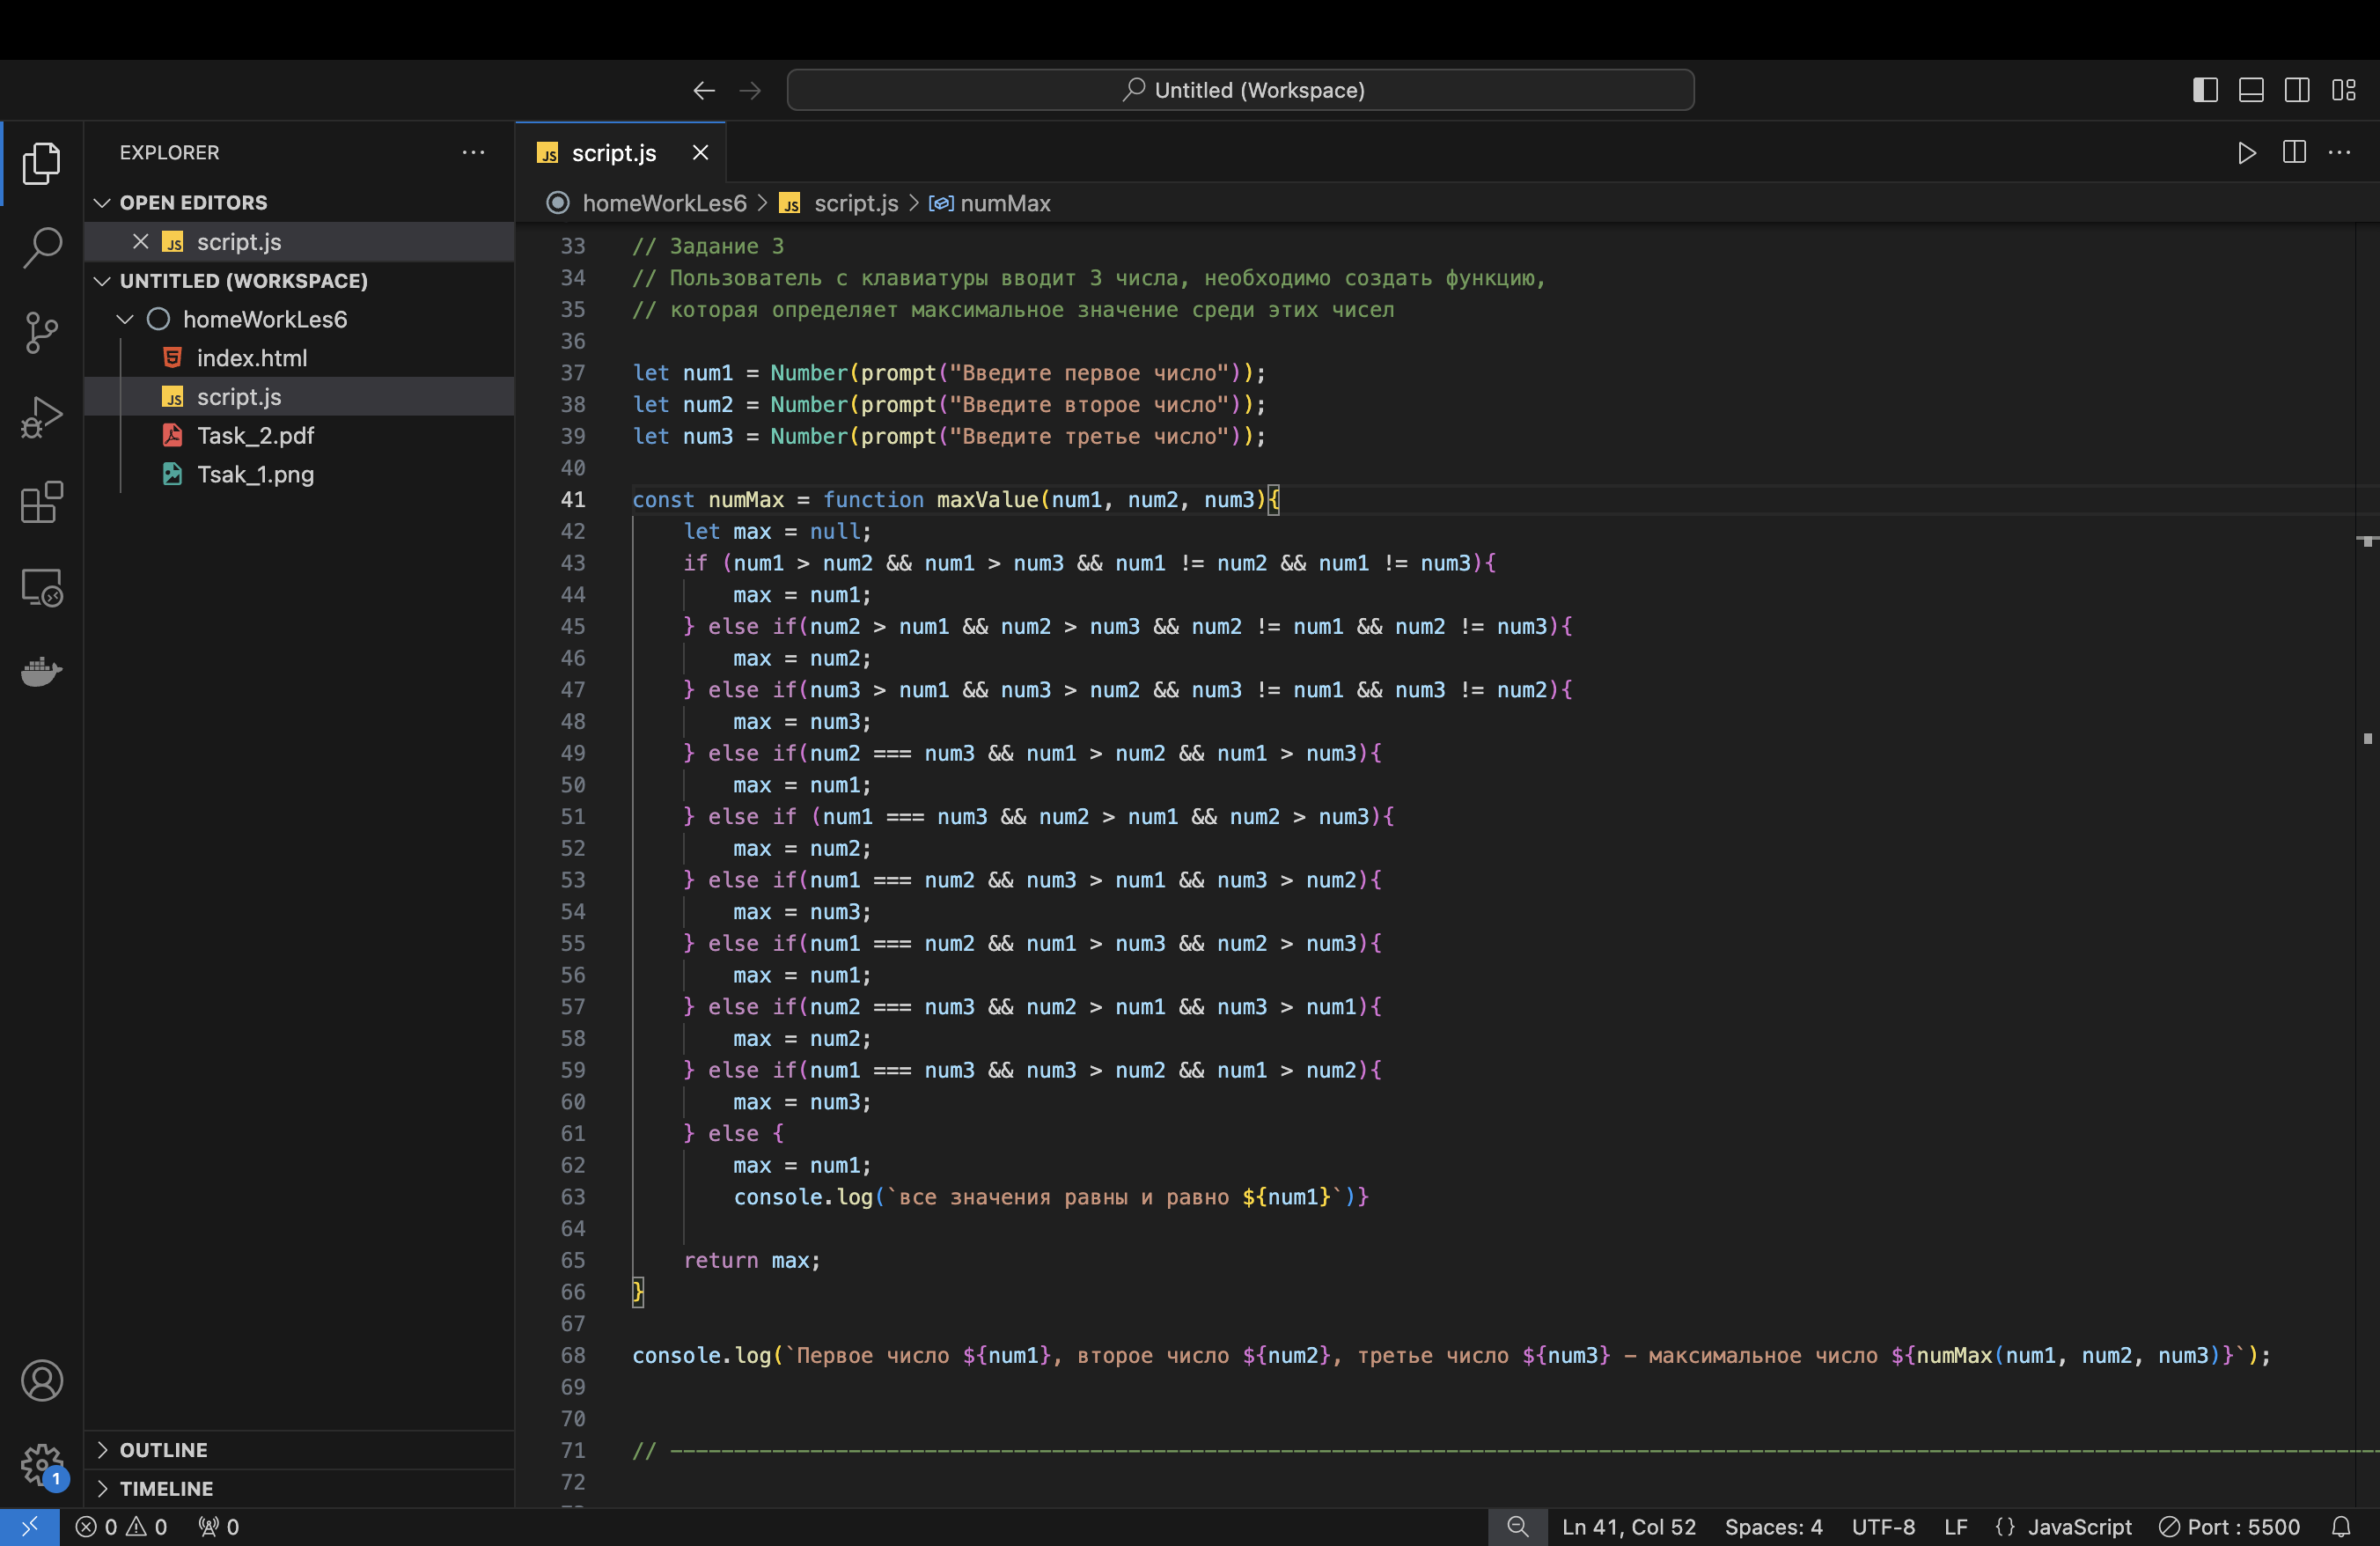 Untitled (Workspace)
EXPLORER
OPEN EDITORS
script.js
UNTITLED (WORKSPACE)
homeWorkLes6
index.html
script.js
Task_2.pdf
Tsak_1.png
OUTLINE
TIMELINE
script.js
homeWorkLes6 > script.js > numMax
33 // Задание 3
34 // Пользователь с клавиатуры вводит 3 числа, необходимо создать функцию,
35 // которая определяет максимальное значение среди этих чисел
36
37 let num1 = Number(prompt("Введите первое число"));
38 let num2 = Number(prompt("Введите второе число"));
39 let num3 = Number(prompt("Введите третье число"));
40
41 const numMax = function maxValue(num1, num2, num3){
42 let max = null;
43 if (num1 > num2 && num1 > num3 && num1 != num2 && num1 != num3){
44 max = num1;
45 } else if(num2 > num1 && num2 > num3 && num2 != num1 && num2 != num3){
46 max = num2;
47 } else if(num3 > num1 && num3 > num2 && num3 != num1 && num3 != num2){
48 max = num3;
49 } else if(num2 === num3 && num1 > num2 && num1 > num3){
50 max = num1;
51 } else if (num1 === num3 && num2 > num1 && num2 > num3){
52 max = num2;
53 } else if(num1 === num2 && num3 > num1 && num3 > num2){
54 max = num3;
55 } else if(num1 === num2 && num1 > num3 && num2 > num3){
56 max = num1;
57 } else if(num2 === num3 && num2 > num1 && num3 > num1){
58 max = num2;
59 } else if(num1 === num3 && num3 > num2 && num1 > num2){
60 max = num3;
61 } else {
62 max = num1;
63 console.log(`все значения равны и равно ${num1}`)}
64
65 return max;
66 }
67
68 console.log(`Первое число ${num1}, второе число ${num2}, третье число ${num3} – максимальное число ${numMax(num1, num2, num3)}`);
69
70
71 // ----------------------------------------------------------------------------------------------------------------------------------------
72
0 0 0 Ln 41, Col 52 Spaces: 4 UTF-8 LF {} JavaScript Port : 5500
1